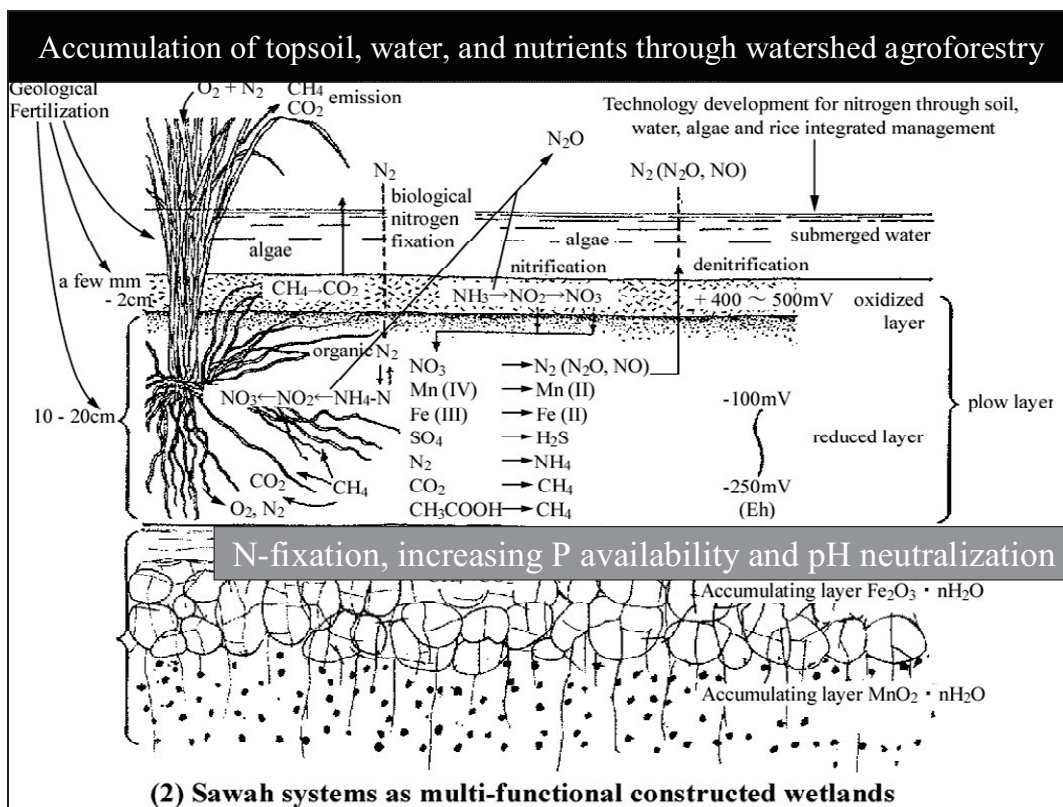 Accumulation of topsoil, water, and nutrients through watershed agroforestry
Geological
Fertilization
O₂ + N₂
CH₄
CO₂
emission
Technology development for nitrogen through soil,
water, algae and rice integrated management
N₂O
N₂
N₂ (N₂O, NO)
biological
nitrogen
fixation
algae
algae
submerged water
nitrification
denitrification
a few mm
- 2cm
CH₄→CO₂
NH₃→NO₂→NO₃
+ 400 ～ 500mV
oxidized
layer
organic N₂
NO₃ → N₂ (N₂O, NO)
Mn (IV) → Mn (II)
NO₃←NO₂←NH₄-N
-100mV
10 - 20cm
Fe (III) → Fe (II)
plow layer
SO₄ → H₂S
reduced layer
N₂ → NH₄
CO₂
CH₄
CO₂ → CH₄
-250mV
O₂, N₂
CH₃COOH → CH₄
(Eh)
N-fixation, increasing P availability and pH neutralization
Accumulating layer Fe₂O₃・nH₂O
Accumulating layer MnO₂・nH₂O
(2) Sawah systems as multi-functional constructed wetlands